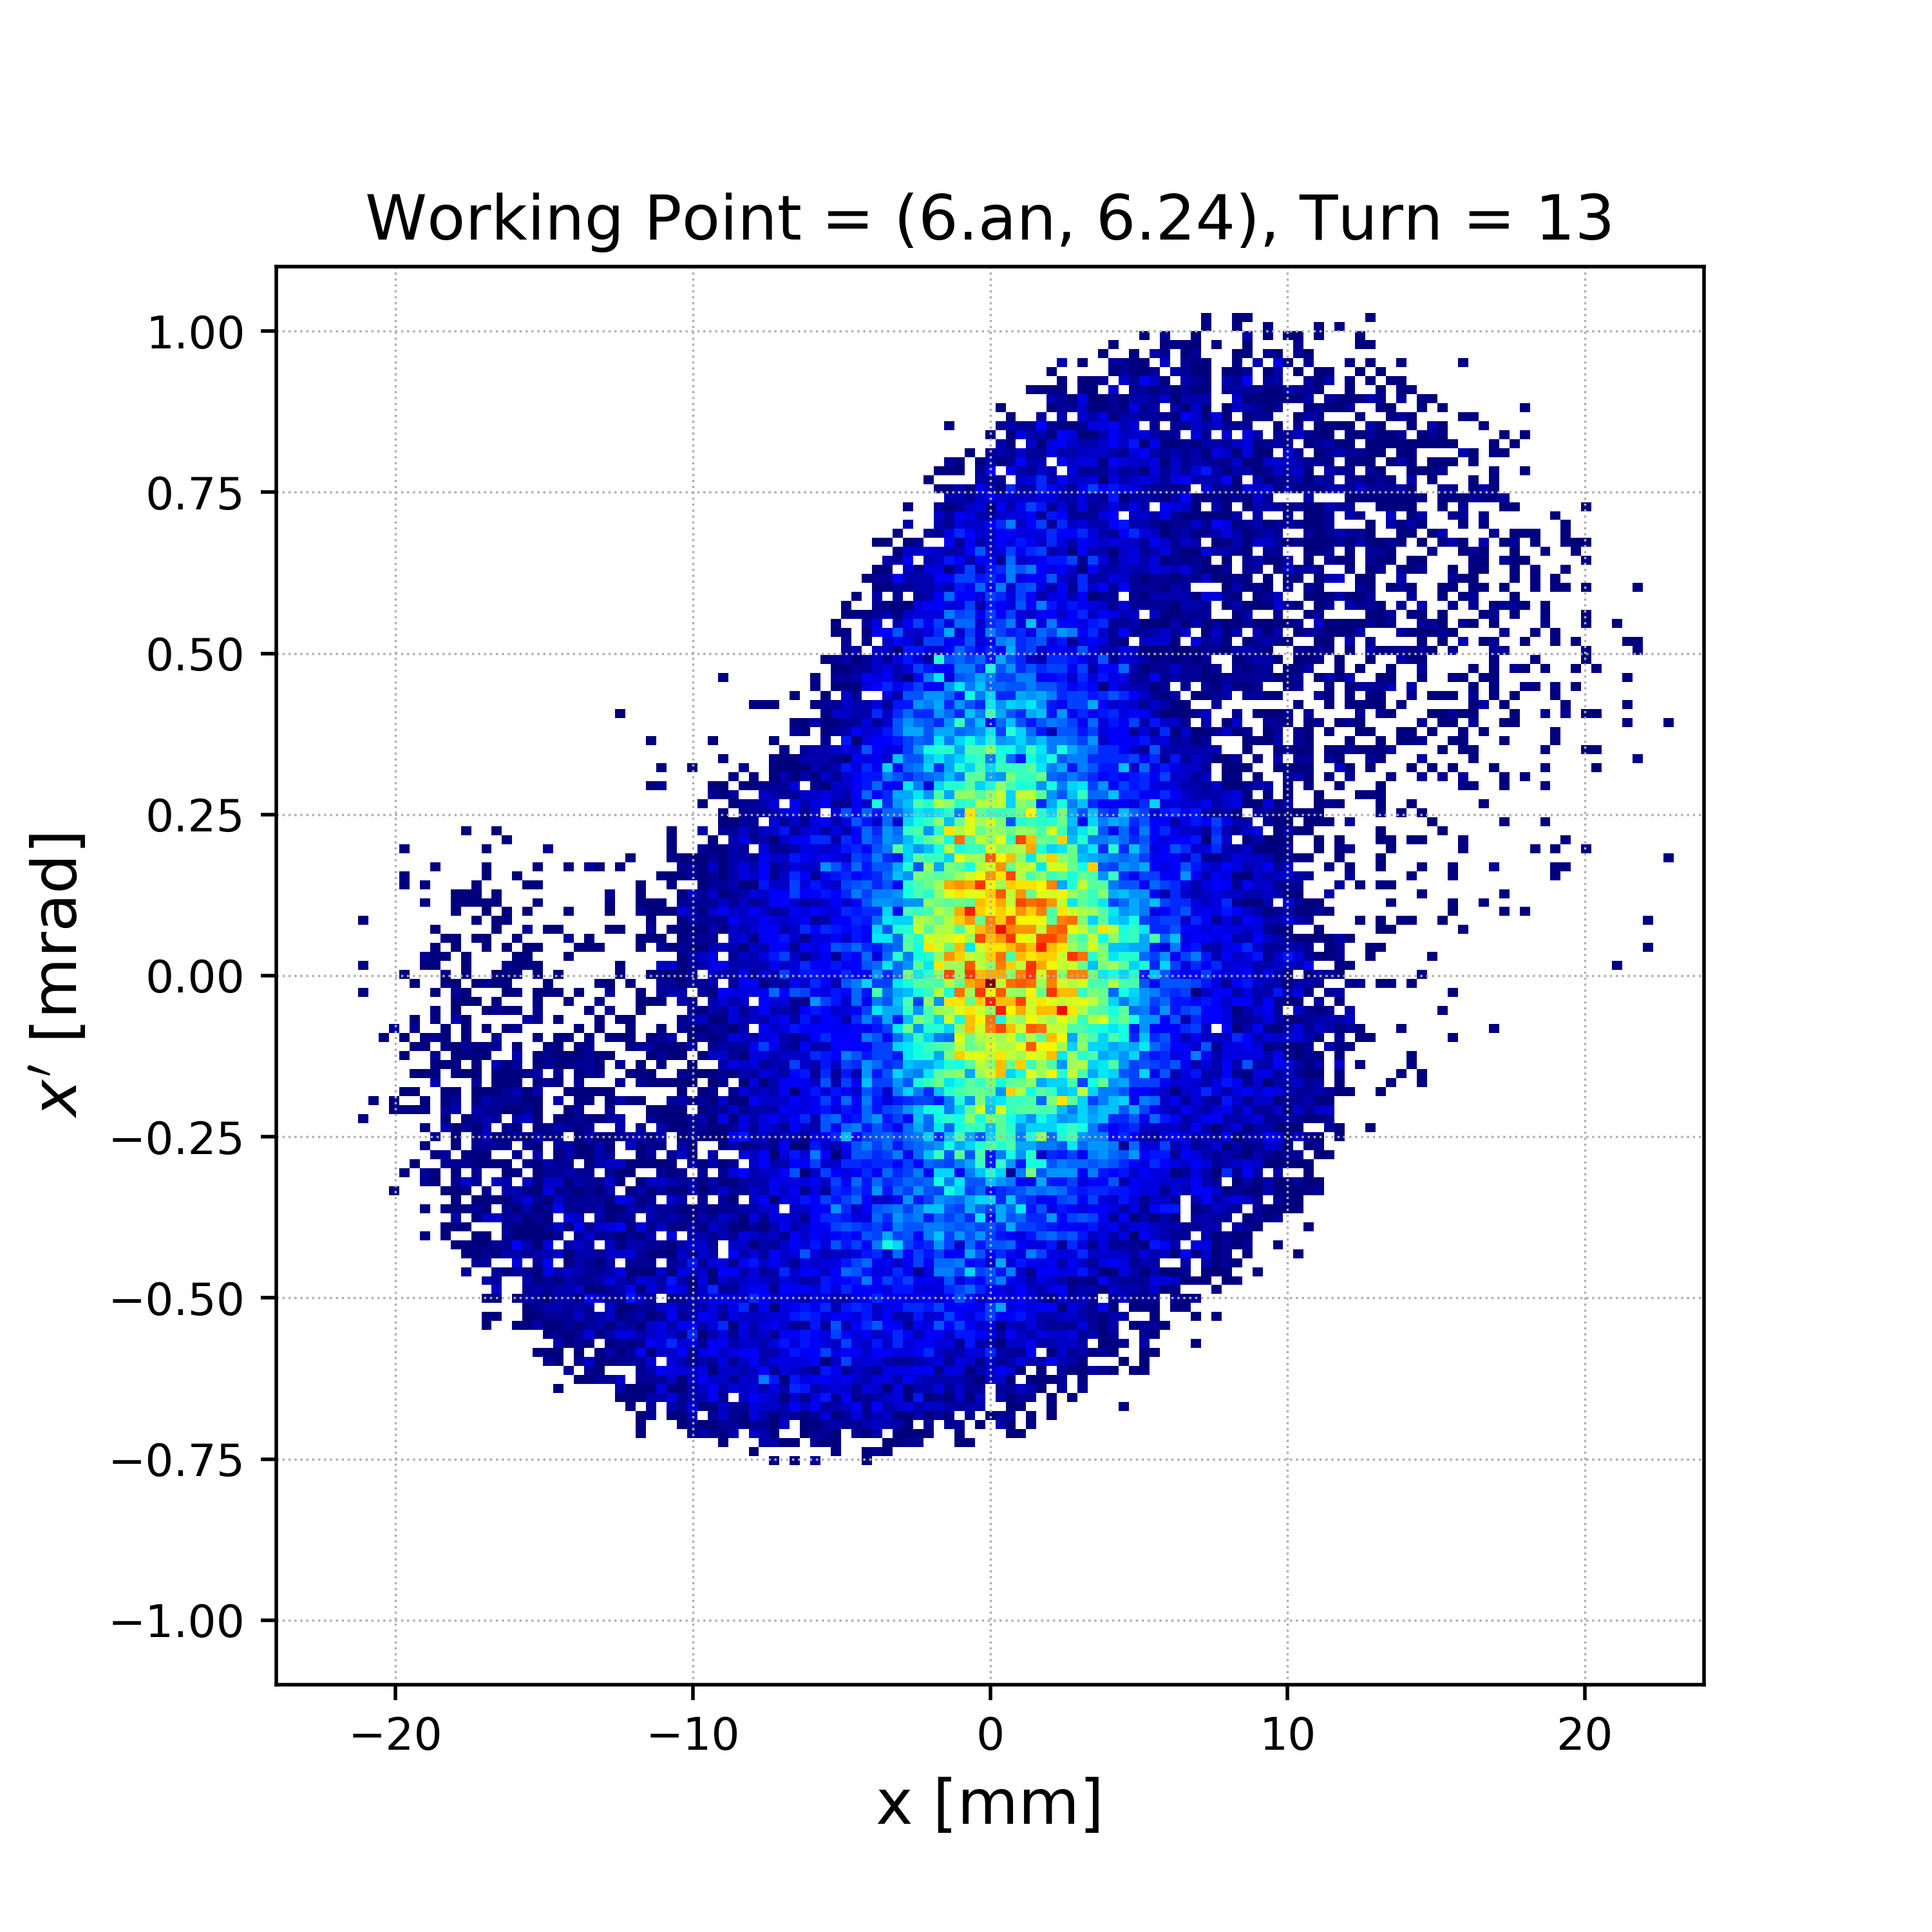 Working Point = (6.an, 6.24), Turn = 13
1.00
0.75
0.50
0.25
0.00
−0.25
−0.50
−0.75
−1.00
x′ [mrad]
−20 −10 0 10 20
x [mm]